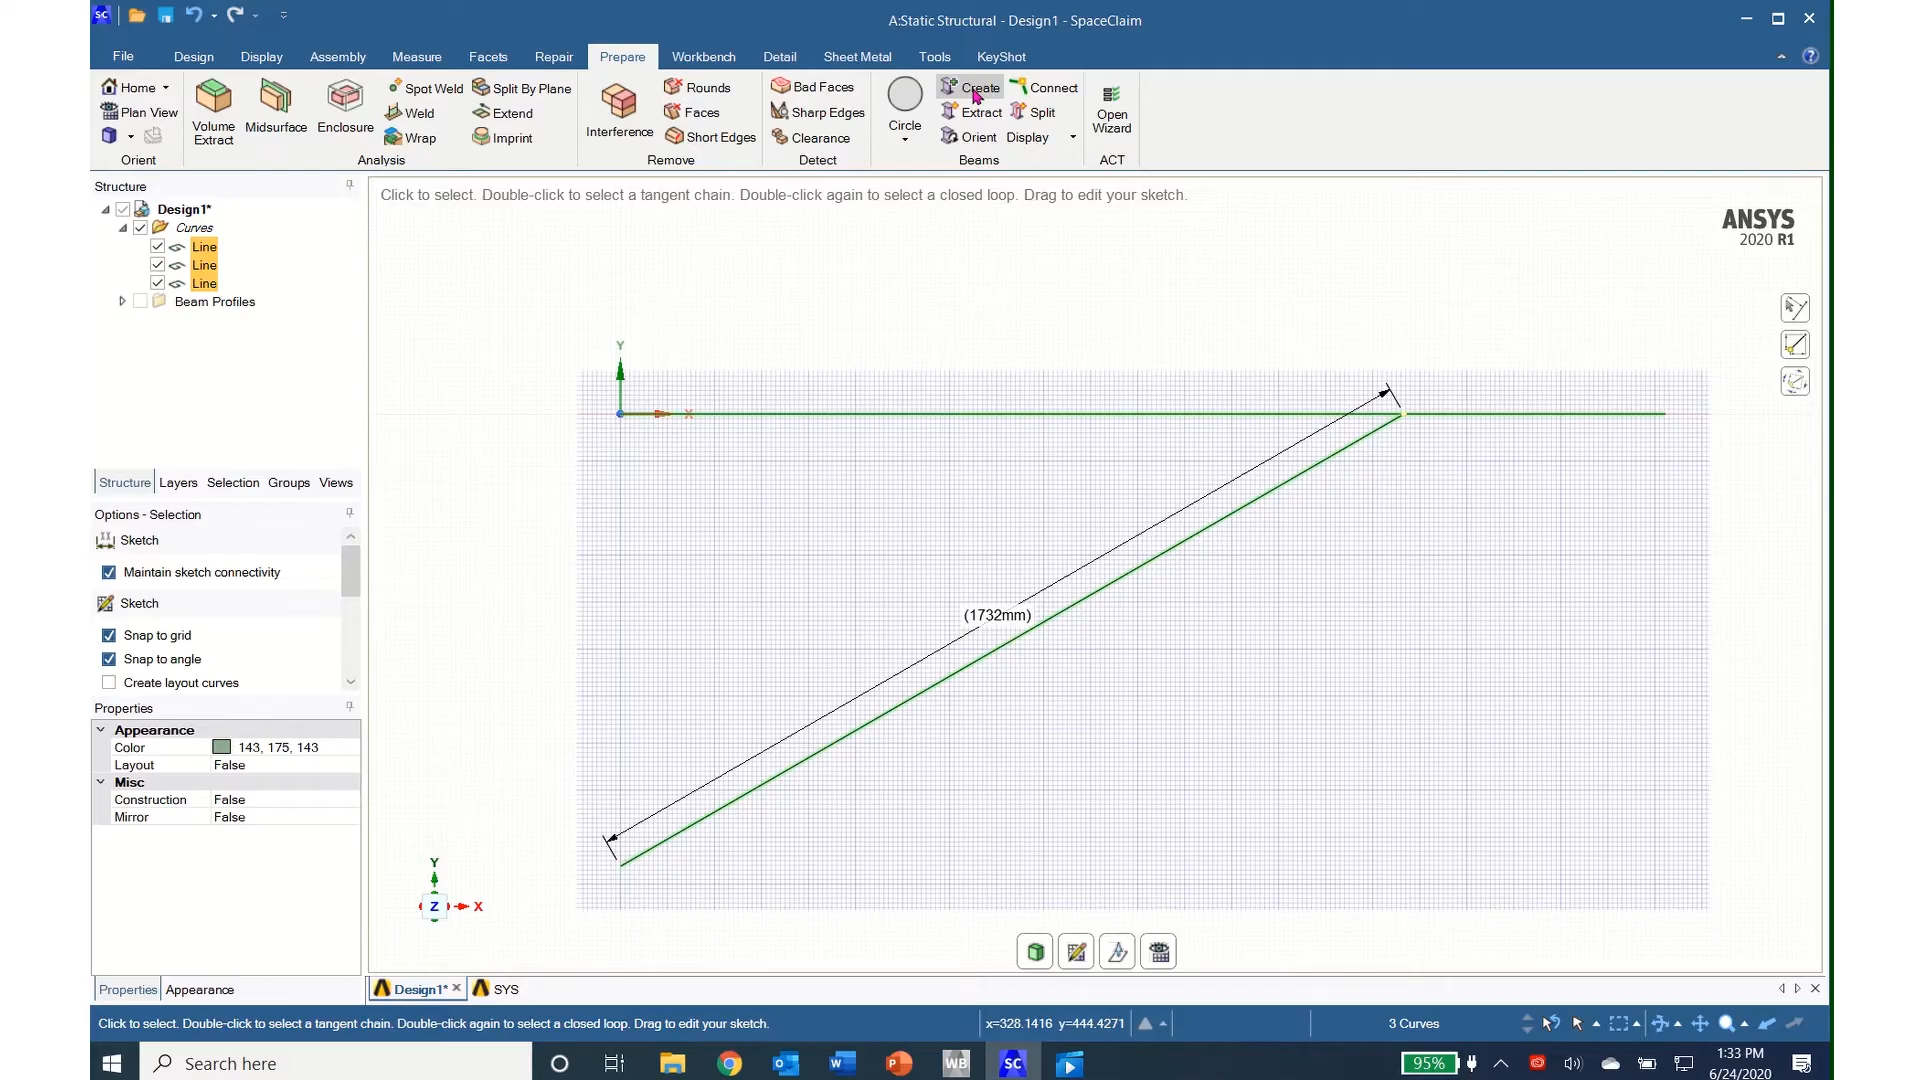 SC
A:Static Structural - Design1 - SpaceClaim
File Design Display Assembly Measure Facets Repair Prepare Workbench Detail Sheet Metal Tools KeyShot
Home
Plan View
Orient
Volume Extract
Midsurface
Enclosure
Spot Weld
Weld
Wrap
Split By Plane
Extend
Imprint
Analysis
Interference
Rounds
Faces
Short Edges
Remove
Bad Faces
Sharp Edges
Clearance
Detect
Circle
Create
Extract
Orient
Connect
Split
Display
Beams
Open Wizard
ACT
Structure
Design1*
Curves
Line
Line
Line
Beam Profiles
Structure Layers Selection Groups Views
Options - Selection
Sketch
Maintain sketch connectivity
Sketch
Snap to grid
Snap to angle
Create layout curves
Properties
Appearance
Color 143, 175, 143
Layout False
Misc
Construction False
Mirror False
Properties Appearance
Click to select. Double-click to select a tangent chain. Double-click again to select a closed loop. Drag to edit your sketch.
ANSYS
2020 R1
Y
X
(1732mm)
Y
Z X
Design1* SYS
Click to select. Double-click to select a tangent chain. Double-click again to select a closed loop. Drag to edit your sketch.
x=328.1416 y=444.4271
3 Curves
Search here
WB
SC
95%
1:33 PM
6/24/2020